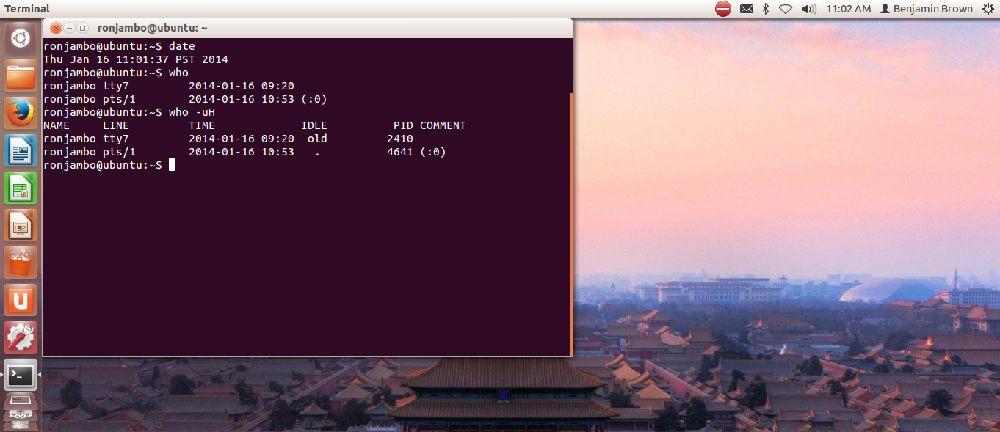 Terminal
11:02 AM Benjamin Brown
ronjambo@ubuntu: ~
ronjambo@ubuntu:~$ date
Thu Jan 16 11:01:37 PST 2014
ronjambo@ubuntu:~$ who
ronjambo tty7         2014-01-16 09:20
ronjambo pts/1        2014-01-16 10:53 (:0)
ronjambo@ubuntu:~$ who -uH
NAME     LINE         TIME             IDLE          PID COMMENT
ronjambo tty7         2014-01-16 09:20  old         2410
ronjambo pts/1        2014-01-16 10:53   .          4641 (:0)
ronjambo@ubuntu:~$
>_
DVD